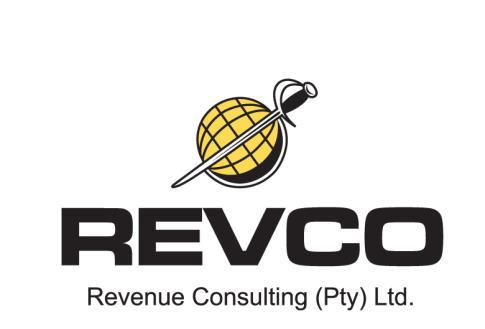 REVCO
Revenue Consulting (Pty) Ltd.